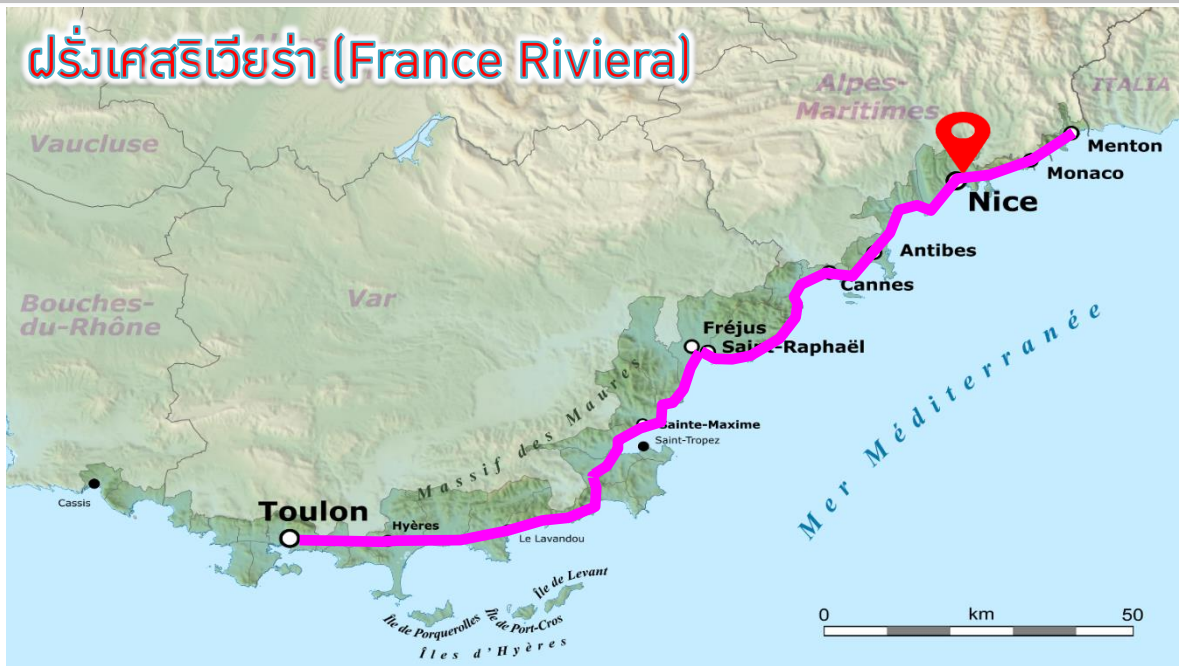 ฝรั่งเศสริเวียร่า (France Riviera)
Alpes-
Maritimes
ITALIA
Vaucluse
Menton
Monaco
Nice
Antibes
Cannes
Bouches-
du-Rhône
Var
Fréjus
Saint-Raphaël
Massif des Maures
Mer Méditerranée
Sainte-Maxime
Saint-Tropez
Cassis
Toulon
Hyères
Le Lavandou
Île de Levant
Île de Porquerolles
Île de Port-Cros
Îles d'Hyères
0 km 50